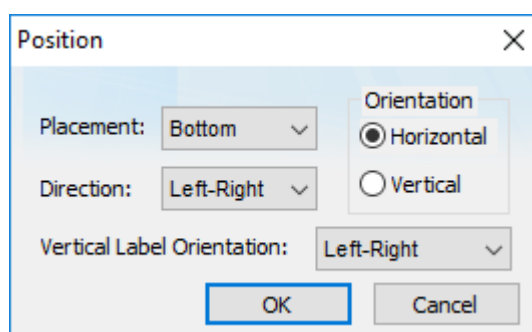 Position
Orientation
Placement: Bottom
Horizontal
Direction: Left-Right
Vertical
Vertical Label Orientation: Left-Right
OK Cancel